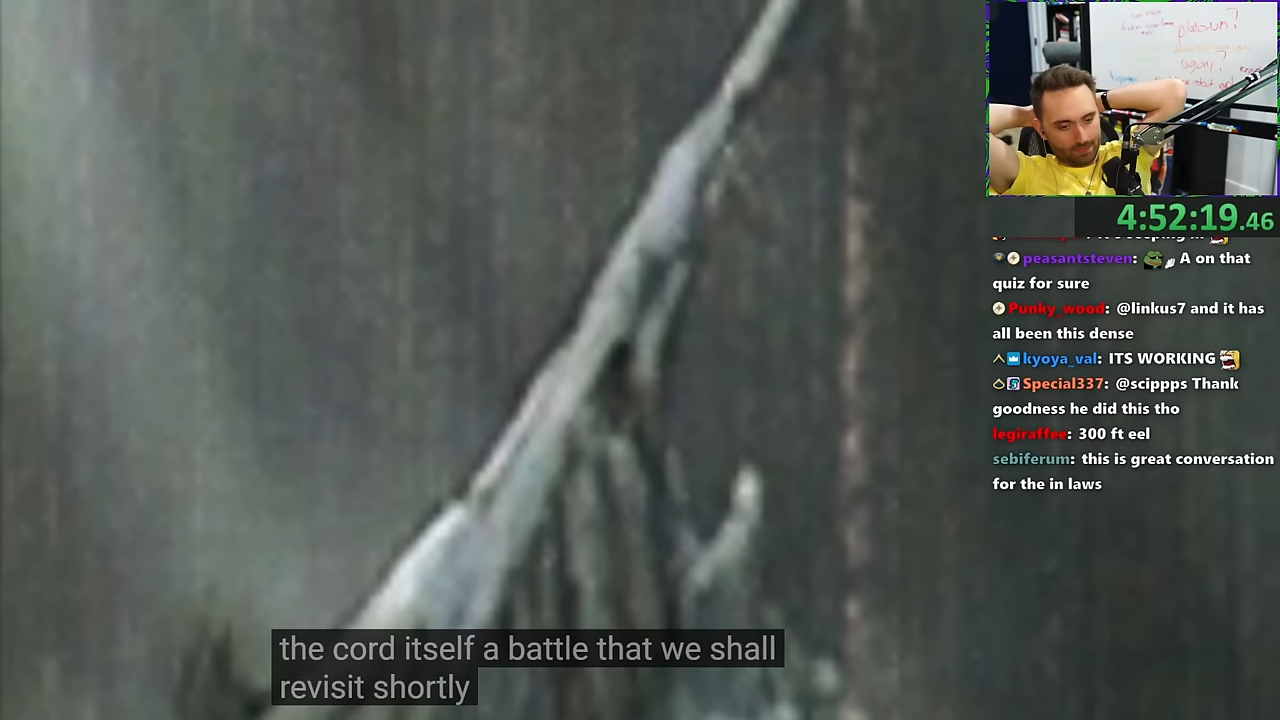 platoon?
again?
4:52:19.46
peasantsteven: A on that
quiz for sure
Punky_wood: @linkus7 and it has
all been this dense
kyoya_val: ITS WORKING
Special337: @scippps Thank
goodness he did this tho
legiraffee: 300 ft eel
sebiferum: this is great conversation
for the in laws
the cord itself a battle that we shall
revisit shortly